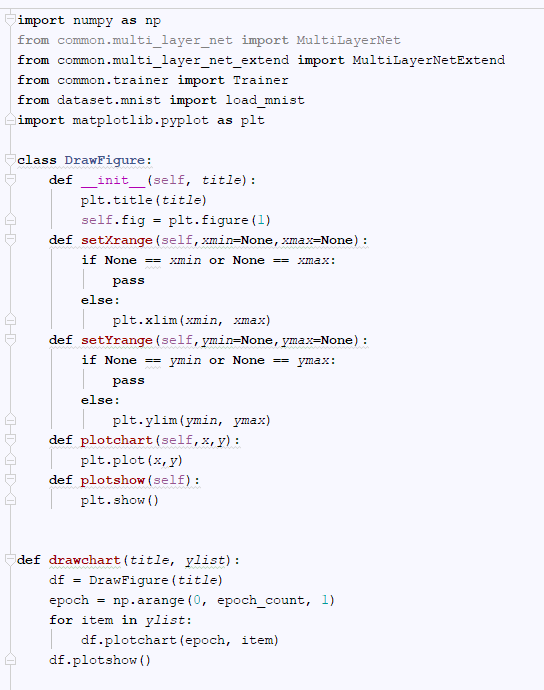 import numpy as np
from common.multi_layer_net import MultiLayerNet
from common.multi_layer_net_extend import MultiLayerNetExtend
from common.trainer import Trainer
from dataset.mnist import load_mnist
import matplotlib.pyplot as plt

class DrawFigure:
    def __init__(self, title):
        plt.title(title)
        self.fig = plt.figure(1)
    def setXrange(self,xmin=None,xmax=None):
        if None == xmin or None == xmax:
            pass
        else:
            plt.xlim(xmin, xmax)
    def setYrange(self,ymin=None,ymax=None):
        if None == ymin or None == ymax:
            pass
        else:
            plt.ylim(ymin, ymax)
    def plotchart(self,x,y):
        plt.plot(x,y)
    def plotshow(self):
        plt.show()


def drawchart(title, ylist):
    df = DrawFigure(title)
    epoch = np.arange(0, epoch_count, 1)
    for item in ylist:
        df.plotchart(epoch, item)
    df.plotshow()